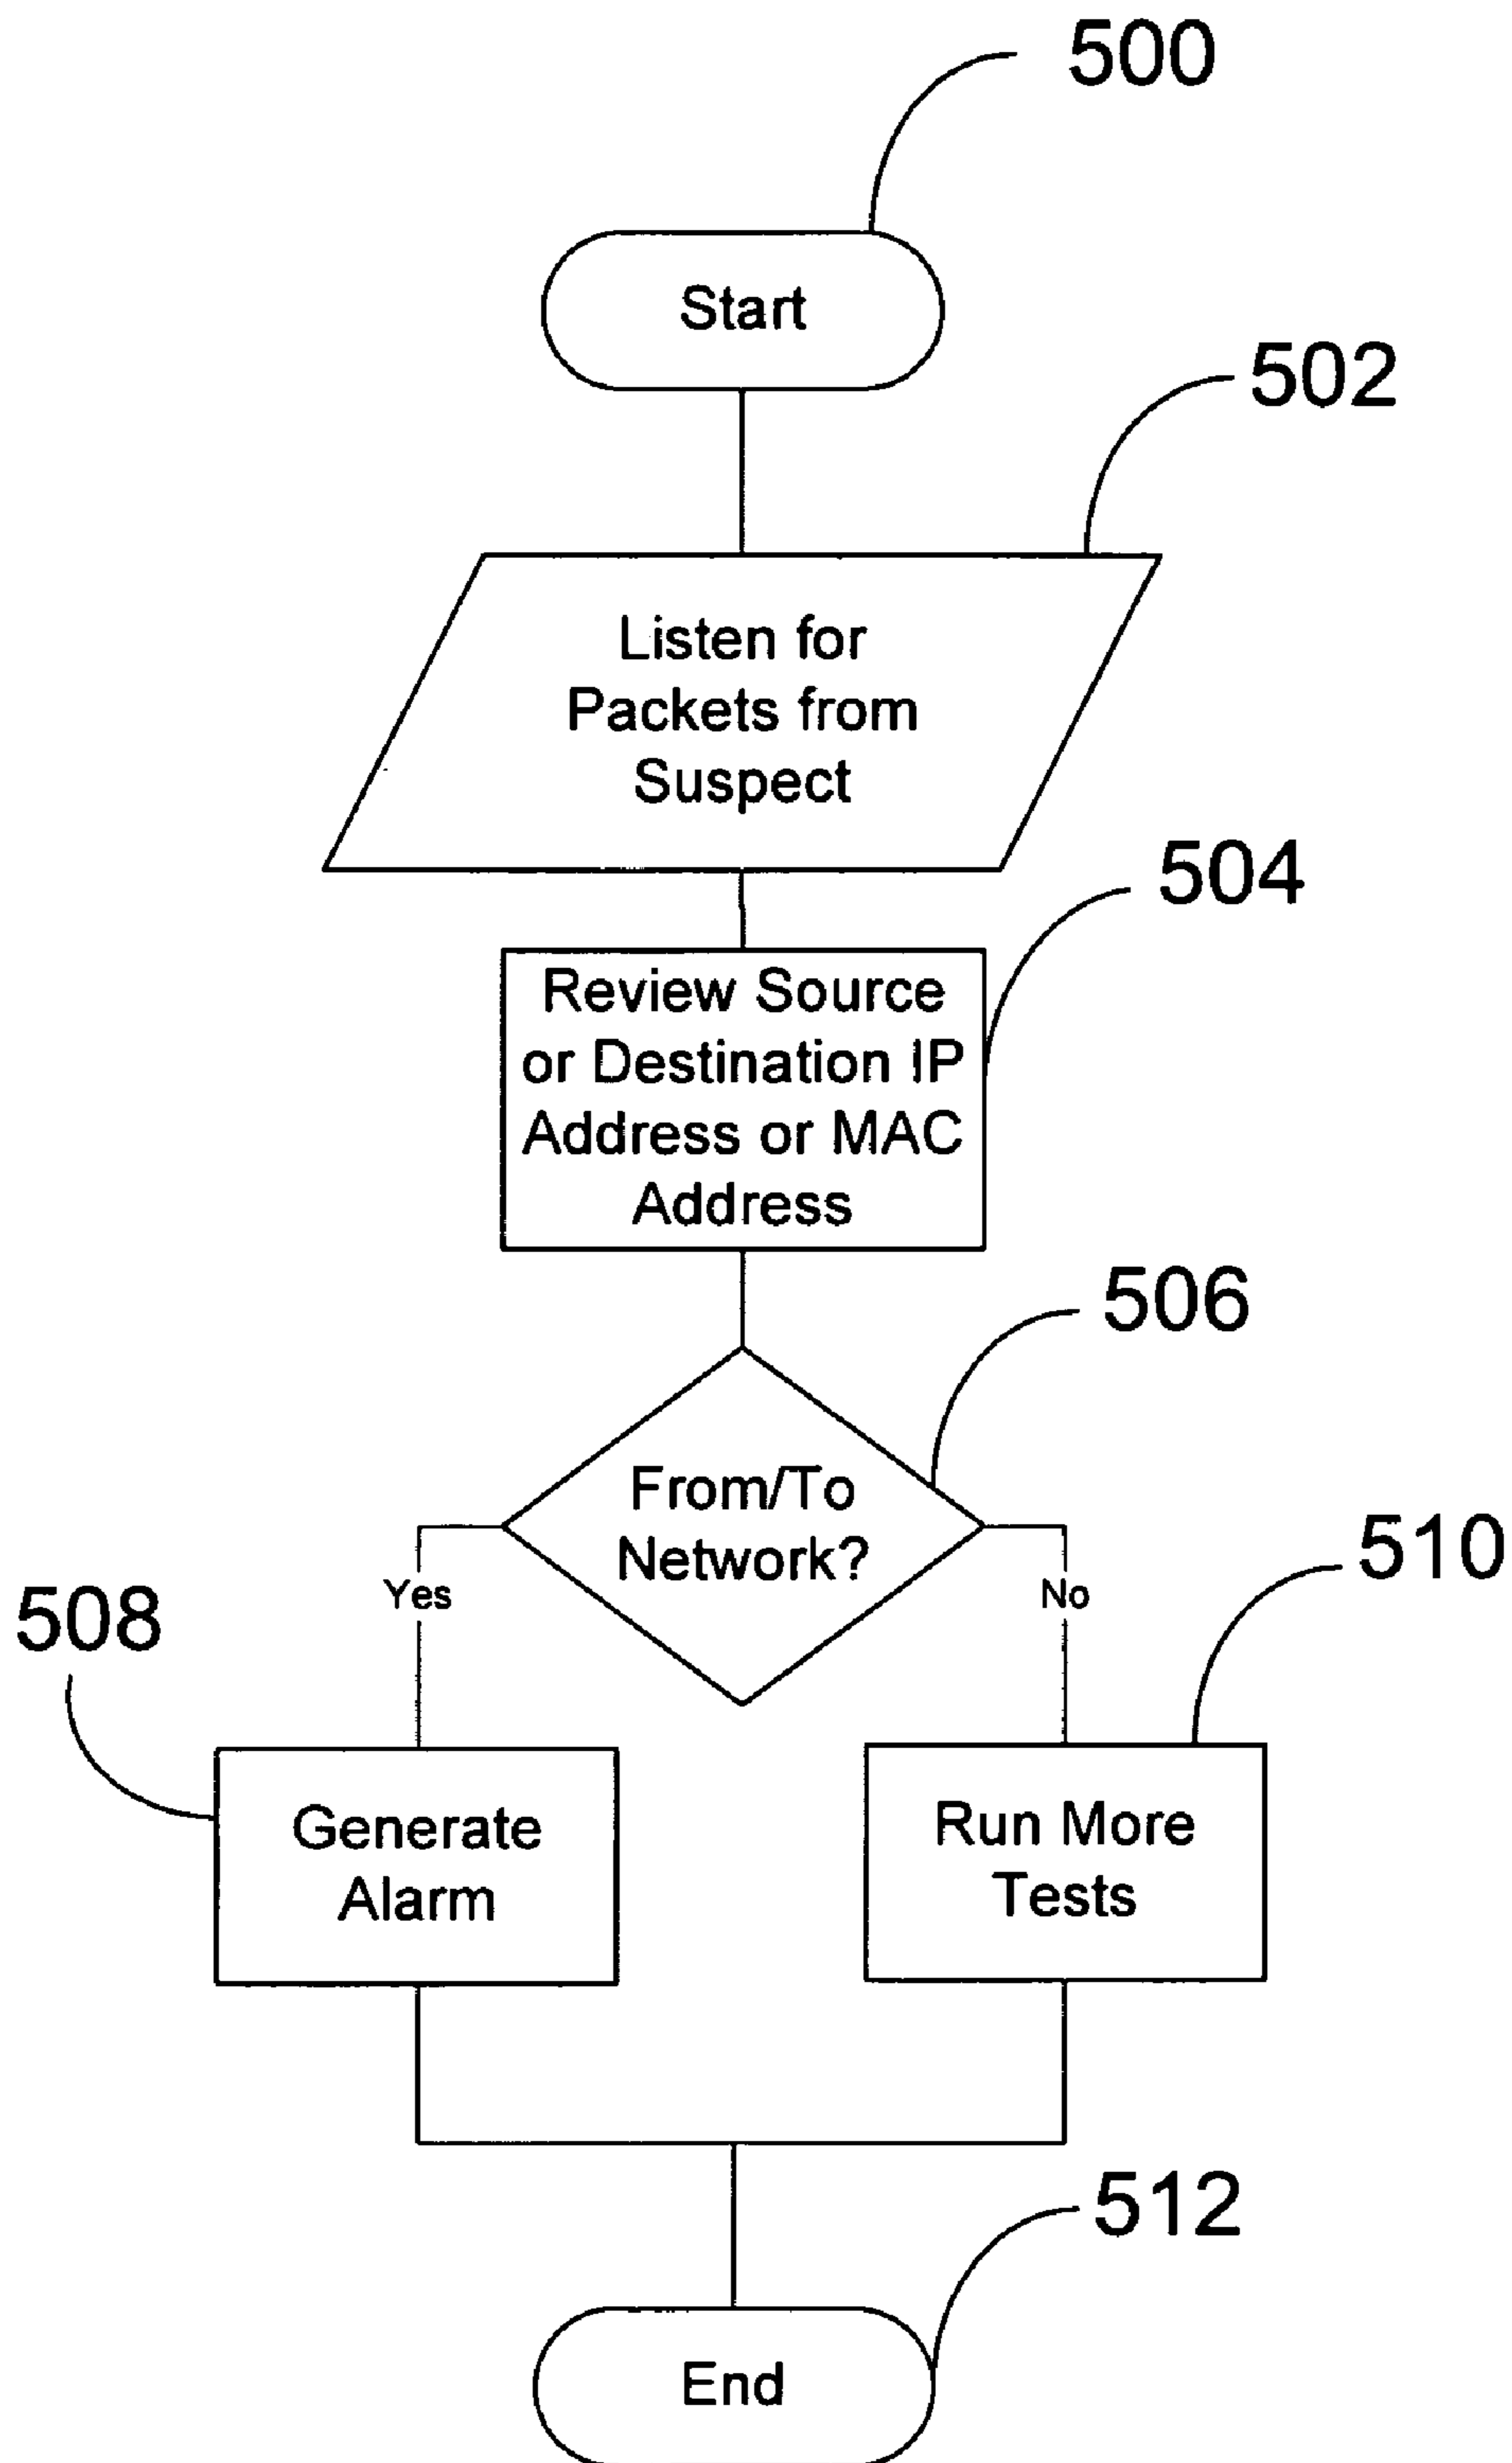 500
Start
502
Listen for
Packets from
Suspect
504
Review Source
or Destination IP
Address or MAC
Address
506
From/To
Network?
510
Yes
No
508
Generate
Alarm
Run More
Tests
512
End